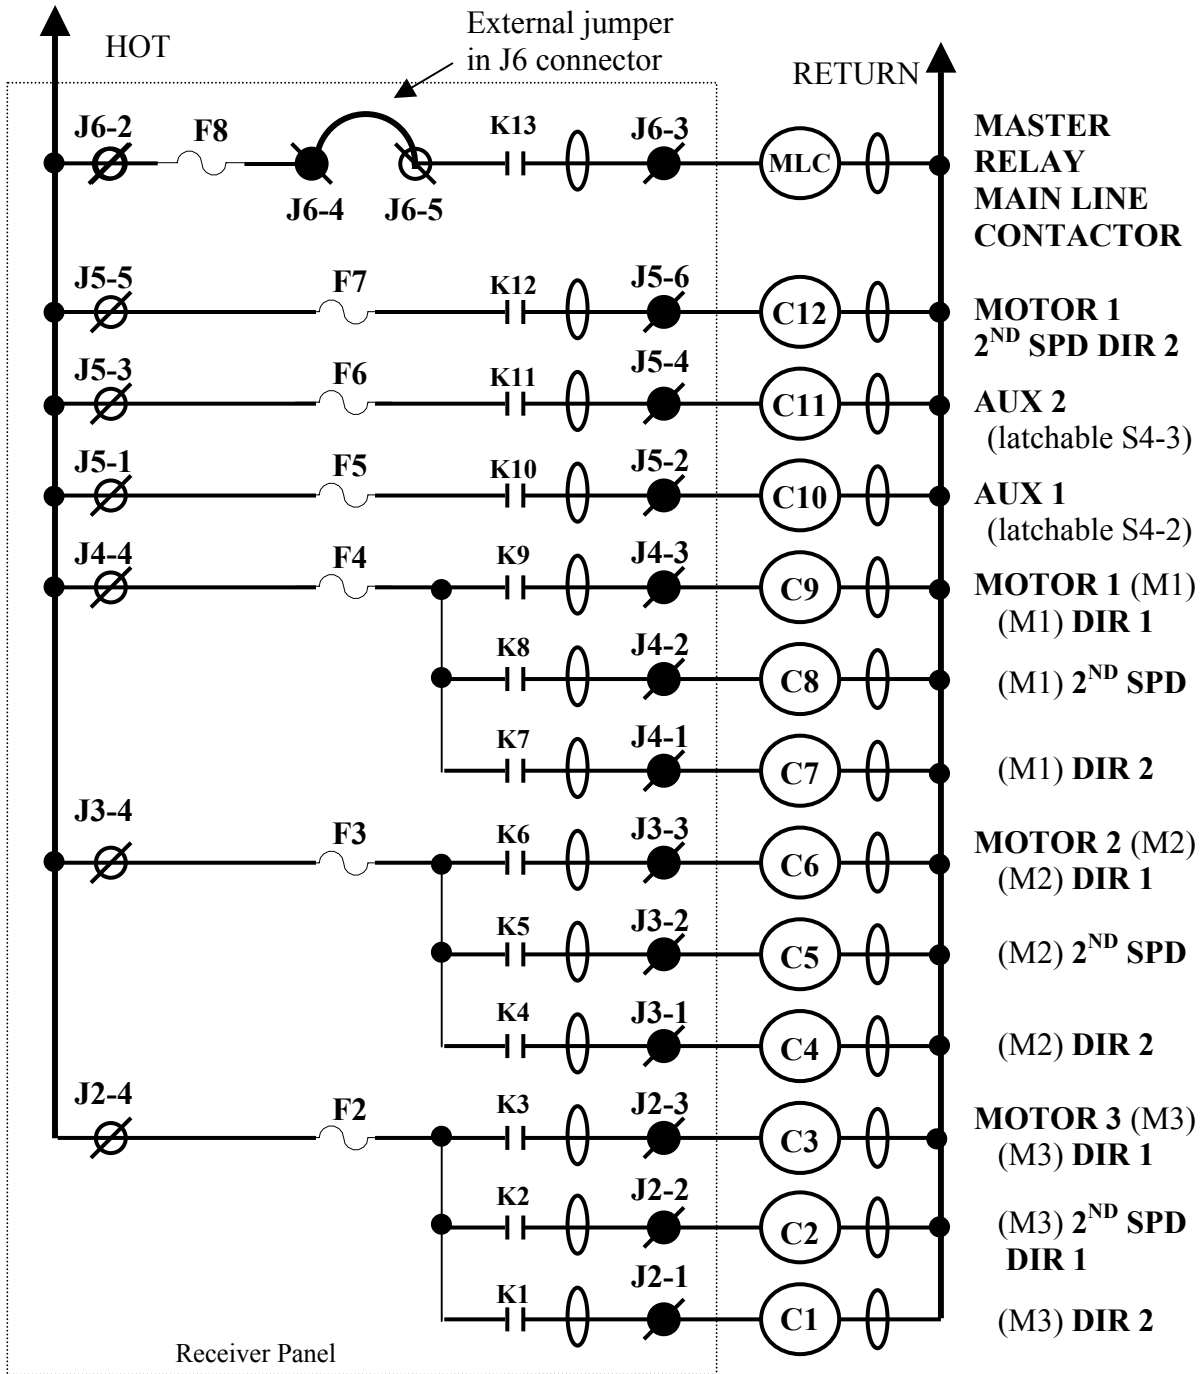 HOT
External jumper
in J6 connector
RETURN
J6-2
F8
J6-4
J6-5
K13
J6-3
MLC
MASTER
RELAY
MAIN LINE
CONTACTOR
J5-5
F7
K12
J5-6
C12
MOTOR 1
2ND SPD DIR 2
J5-3
F6
K11
J5-4
C11
AUX 2
(latchable S4-3)
J5-1
F5
K10
J5-2
C10
AUX 1
(latchable S4-2)
J4-4
F4
K9
J4-3
C9
MOTOR 1 (M1)
(M1) DIR 1
K8
J4-2
C8
(M1) 2ND SPD
K7
J4-1
C7
(M1) DIR 2
J3-4
F3
K6
J3-3
C6
MOTOR 2 (M2)
(M2) DIR 1
K5
J3-2
C5
(M2) 2ND SPD
K4
J3-1
C4
(M2) DIR 2
J2-4
F2
K3
J2-3
C3
MOTOR 3 (M3)
(M3) DIR 1
K2
J2-2
C2
(M3) 2ND SPD
DIR 1
K1
J2-1
C1
(M3) DIR 2
Receiver Panel